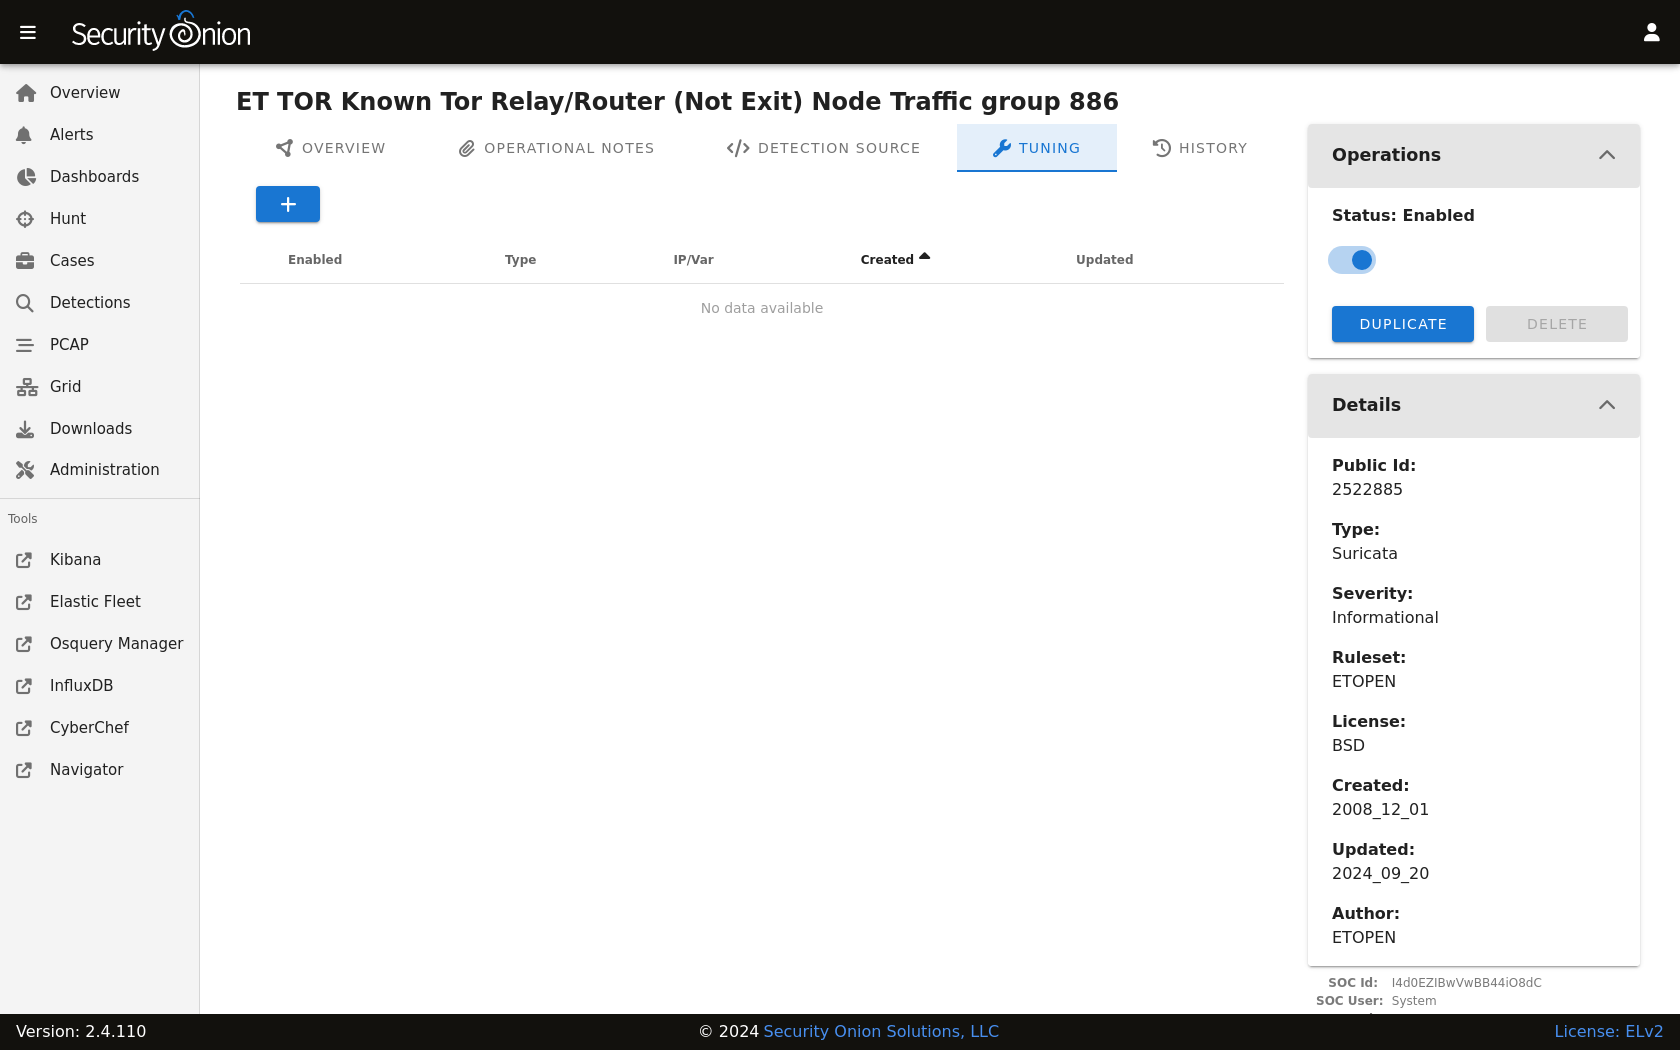 Security Onion
Overview
Alerts
Dashboards
Hunt
Cases
Detections
PCAP
Grid
Downloads
Administration
Tools
Kibana
Elastic Fleet
Osquery Manager
InfluxDB
CyberChef
Navigator
ET TOR Known Tor Relay/Router (Not Exit) Node Traffic group 886
OVERVIEW OPERATIONAL NOTES DETECTION SOURCE TUNING HISTORY
+
Enabled Type IP/Var Created Updated
No data available
Operations
Status: Enabled
DUPLICATE DELETE
Details
Public Id:
2522885
Type:
Suricata
Severity:
Informational
Ruleset:
ETOPEN
License:
BSD
Created:
2008_12_01
Updated:
2024_09_20
Author:
ETOPEN
SOC Id: I4d0EZIBwVwBB44iO8dC
SOC User: System
Version: 2.4.110 © 2024 Security Onion Solutions, LLC License: ELv2